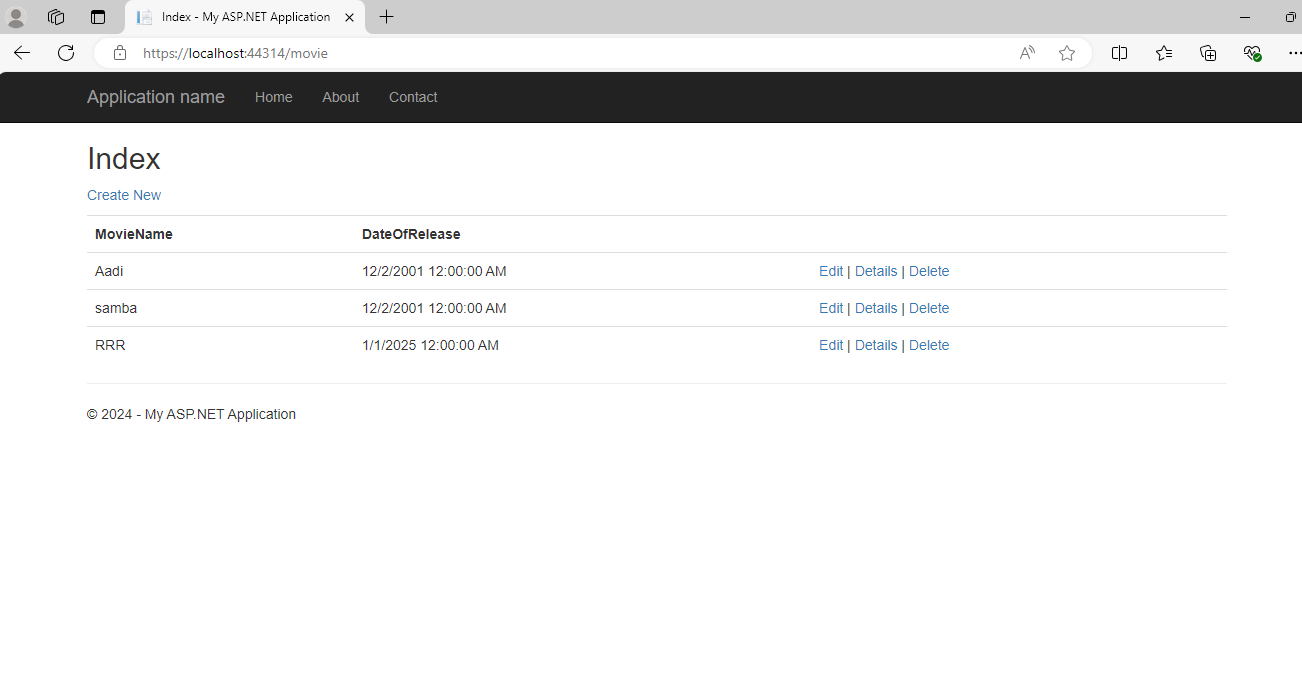 Index - My ASP.NET Application
https://localhost:44314/movie
Application name Home About Contact
Index
Create New
MovieName DateOfRelease
Aadi 12/2/2001 12:00:00 AM Edit | Details | Delete
samba 12/2/2001 12:00:00 AM Edit | Details | Delete
RRR 1/1/2025 12:00:00 AM Edit | Details | Delete
© 2024 - My ASP.NET Application